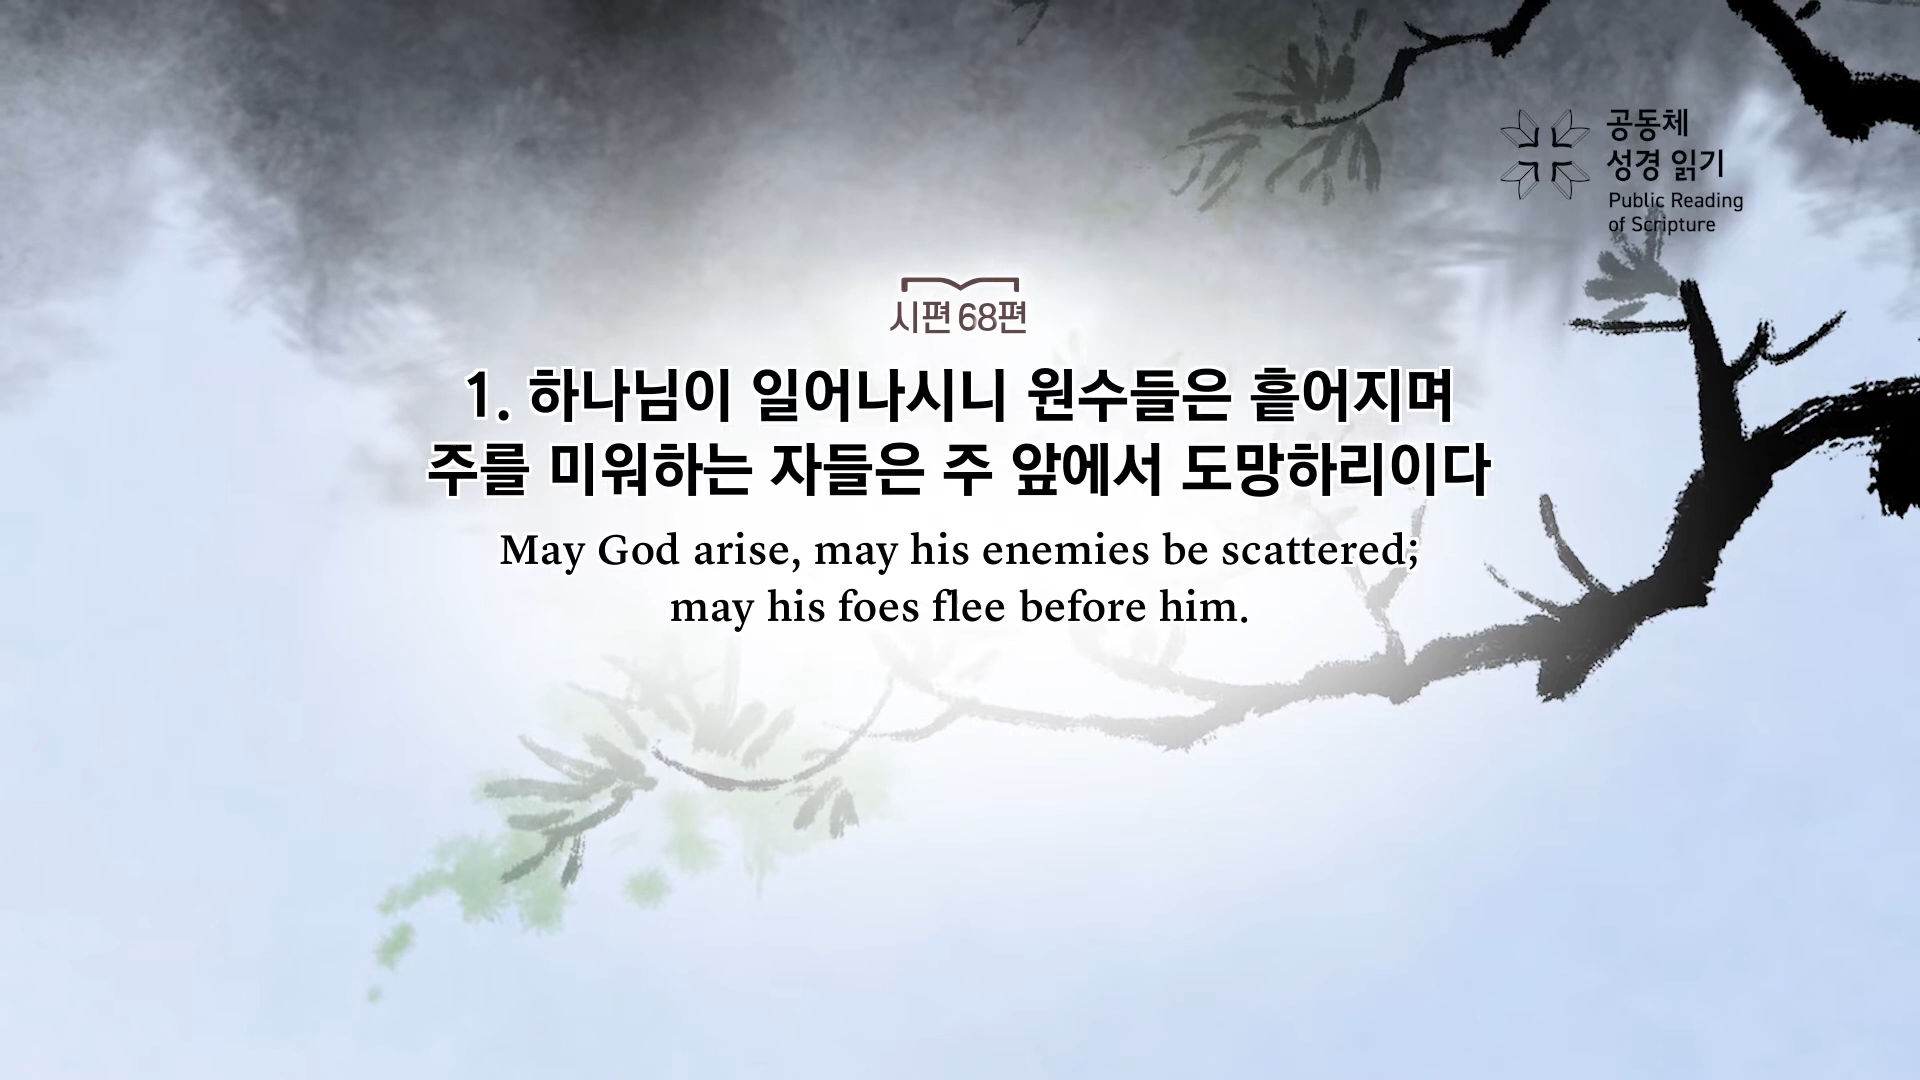 공동체
성경 읽기
Public Reading
of Scripture
시편 68편
1. 하나님이 일어나시니 원수들은 흩어지며
주를 미워하는 자들은 주 앞에서 도망하리이다
May God arise, may his enemies be scattered;
may his foes flee before him.